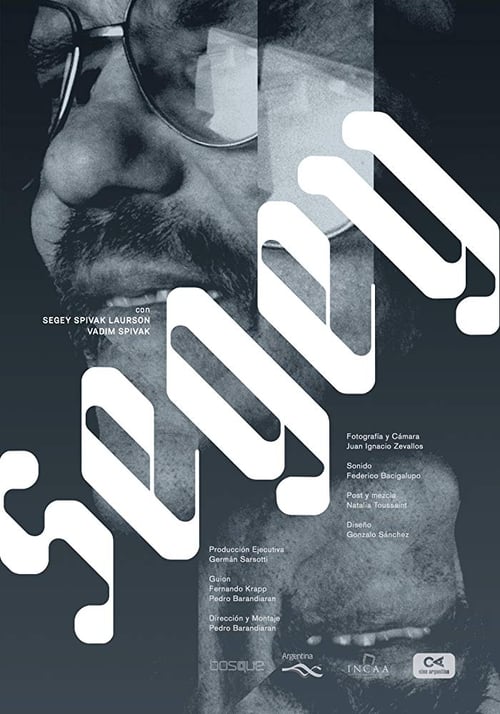 segey
con
SEGEY SPIVAK LAURSON
VADIM SPIVAK
Fotografía y Cámara
Juan Ignacio Zevallos
Sonido
Federico Bacigalupo
Post y mezcla
Natalia Toussaint
Diseño
Gonzalo Sánchez
Producción Ejecutiva
Germán Sarsotti
Guion
Fernando Krapp
Pedro Barandiaran
Dirección y Montaje
Pedro Barandiaran
bosque
Argentina
INCAA
CA
cine argentino